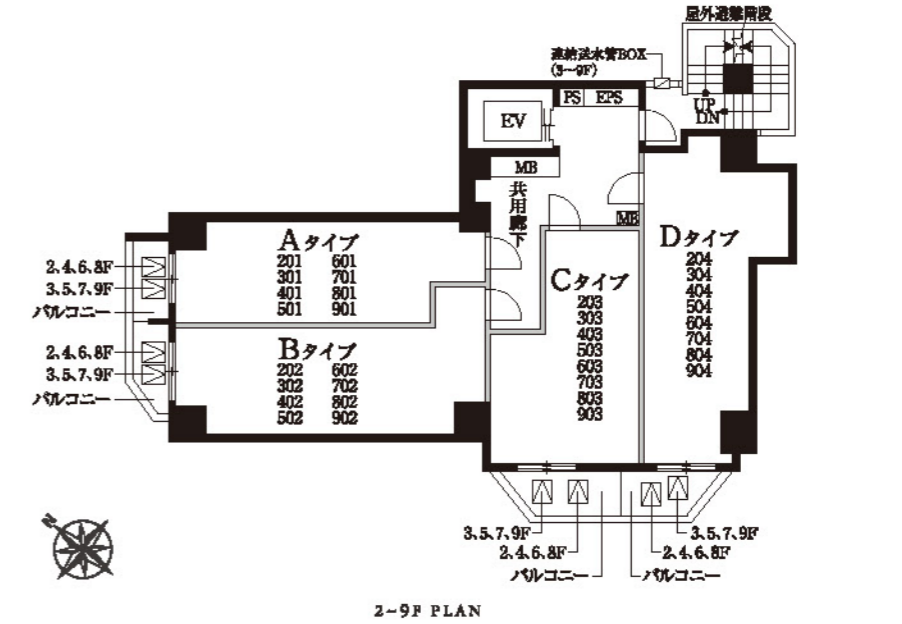 屋外避難階段
連結送水管BOX
(3~9F)
PS EPS
EV
UP
DN
MB
共用廊下
MB
Aタイプ
201 601
301 701
401 801
501 901
Dタイプ
204
304
404
504
604
704
804
904
Cタイプ
203
303
403
503
603
703
803
903
2、4、6、8F
3、5、7、9F
バルコニー
Bタイプ
202 602
302 702
402 802
502 902
2、4、6、8F
3、5、7、9F
バルコニー
3、5、7、9F
2、4、6、8F
バルコニー
3、5、7、9F
2、4、6、8F
バルコニー
N
2~9F PLAN